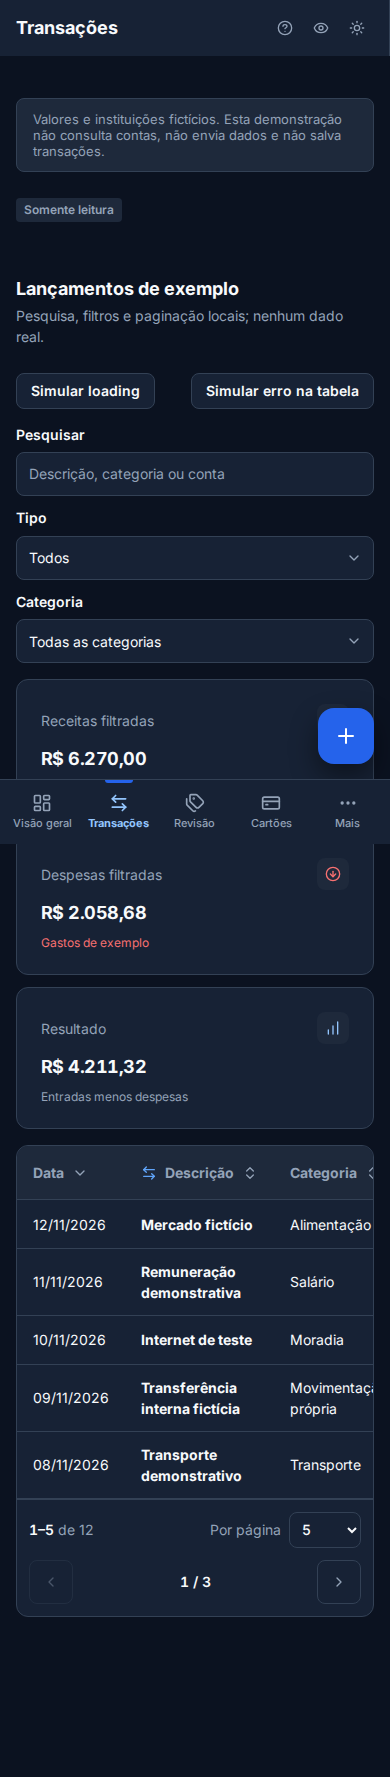 Transações
Valores e instituições fictícios. Esta demonstração
não consulta contas, não envia dados e não salva
transações.
Somente leitura
Lançamentos de exemplo
Pesquisa, filtros e paginação locais; nenhum dado
real.
Simular loading
Simular erro na tabela
Pesquisar
Descrição, categoria ou conta
Tipo
Todos
Categoria
Todas as categorias
Receitas filtradas
R$ 6.270,00
Visão geral
Transações
Revisão
Cartões
Mais
Despesas filtradas
R$ 2.058,68
Gastos de exemplo
Resultado
R$ 4.211,32
Entradas menos despesas
Data Descrição Categoria
12/11/2026 Mercado fictício Alimentação
11/11/2026 Remuneração
demonstrativa Salário
10/11/2026 Internet de teste Moradia
09/11/2026 Transferência
interna fictícia Movimentaç
própria
08/11/2026 Transporte
demonstrativo Transporte
1–5 de 12 Por página 5
1 / 3